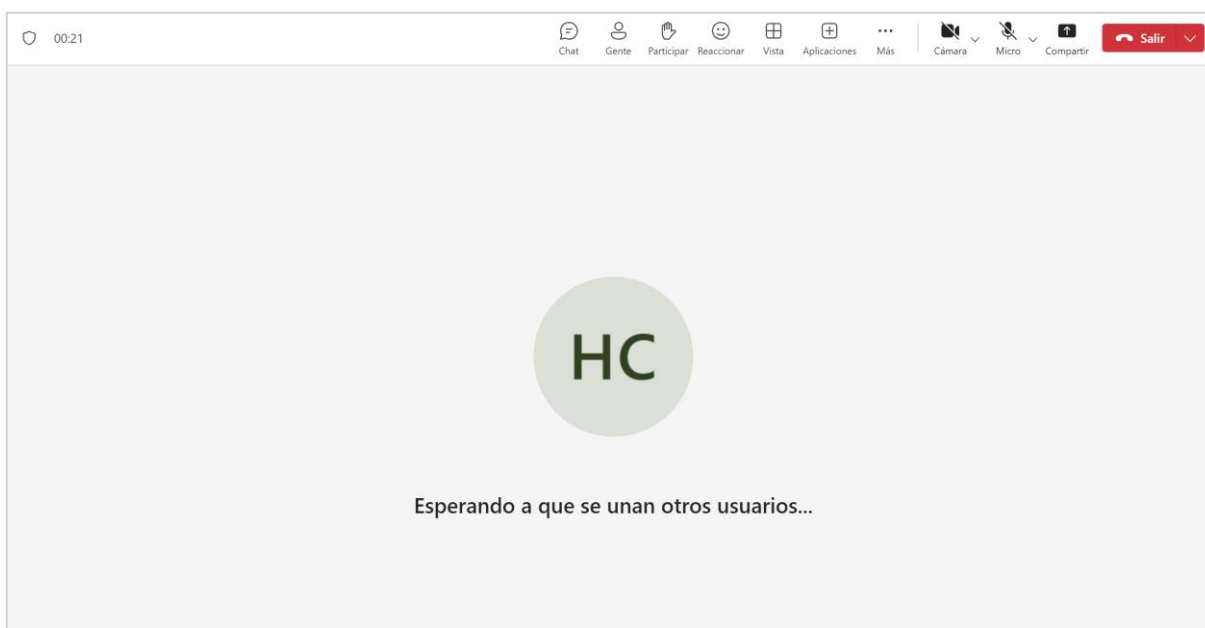 00:21
Chat Gente Participar Reaccionar Vista Aplicaciones Más Cámara Micro Compartir Salir
HC
Esperando a que se unan otros usuarios...